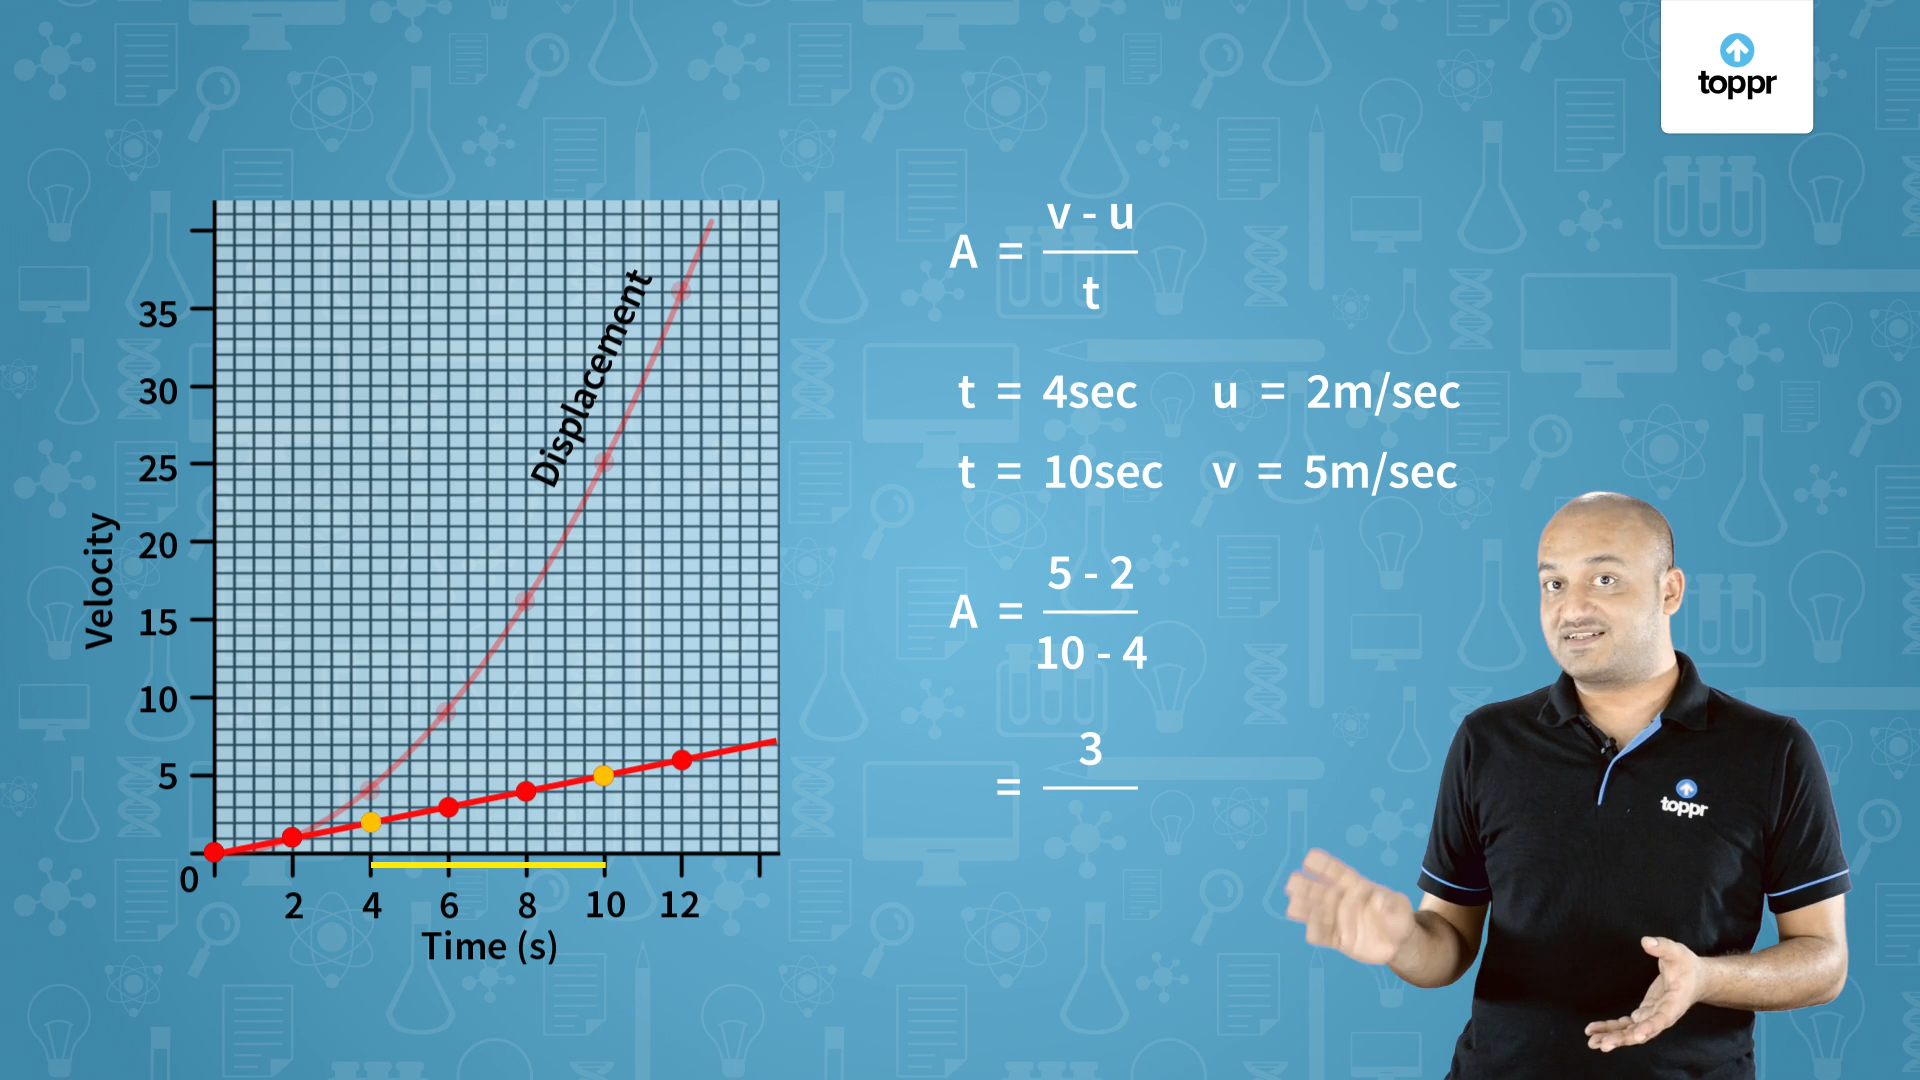 toppr
35
30
25
20
15
10
5
0
2 4 6 8 10 12
Time (s)
Velocity
Displacement
A = v - u
t
t = 4sec u = 2m/sec
t = 10sec v = 5m/sec
A = 5 - 2
10 - 4
= 3
toppr